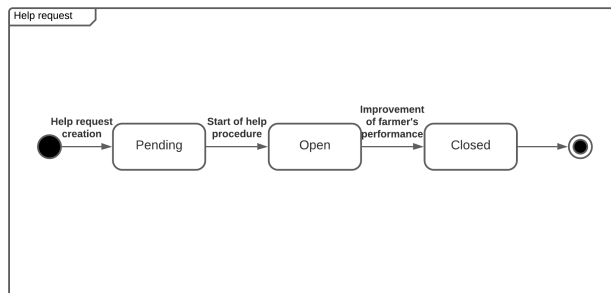 Help request
Help request
creation
Pending
Start of help
procedure
Open
Improvement
of farmer's
performance
Closed